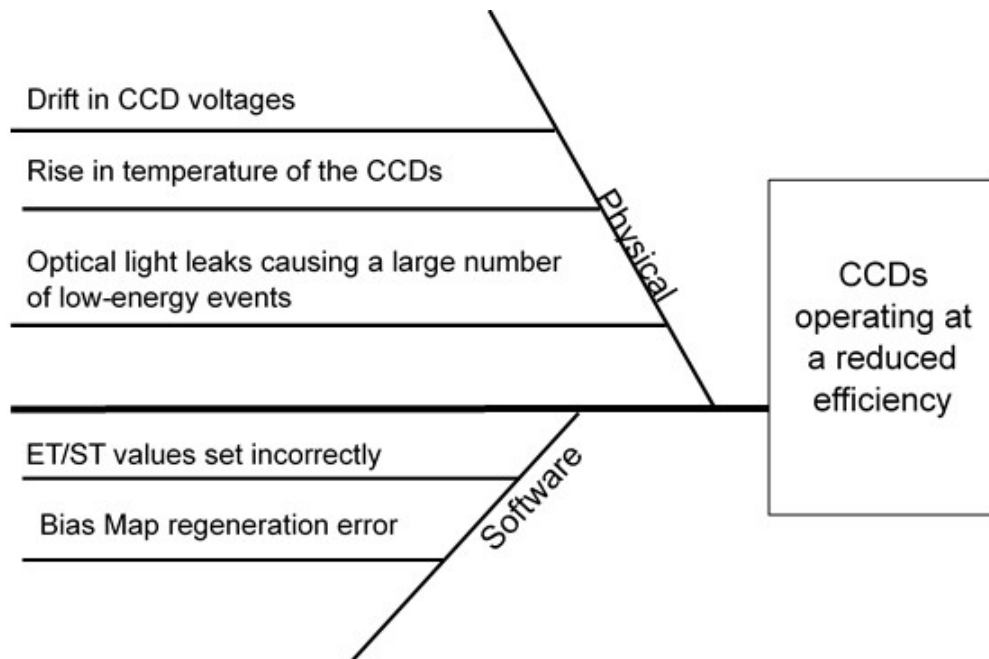 Drift in CCD voltages
Rise in temperature of the CCDs
Optical light leaks causing a large number
of low-energy events
Physical
CCDs
operating at
a reduced
efficiency
ET/ST values set incorrectly
Bias Map regeneration error
Software